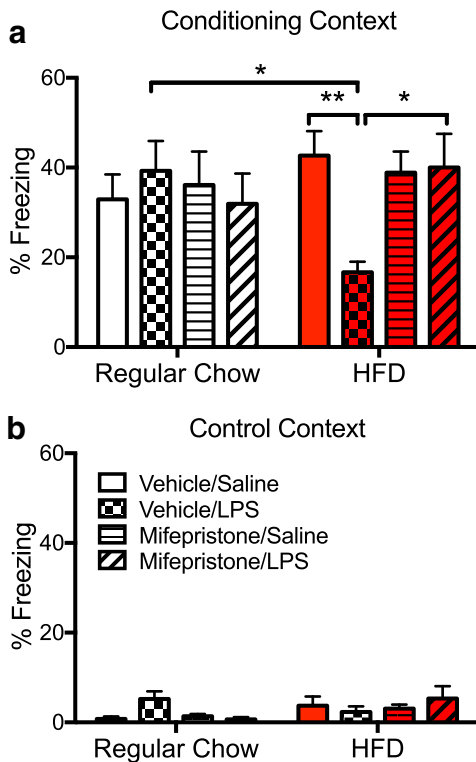 a
Conditioning Context
60
40
20
0
% Freezing
*
**
*
Regular Chow
HFD
b
Control Context
60
40
20
0
% Freezing
Vehicle/Saline
Vehicle/LPS
Mifepristone/Saline
Mifepristone/LPS
Regular Chow
HFD